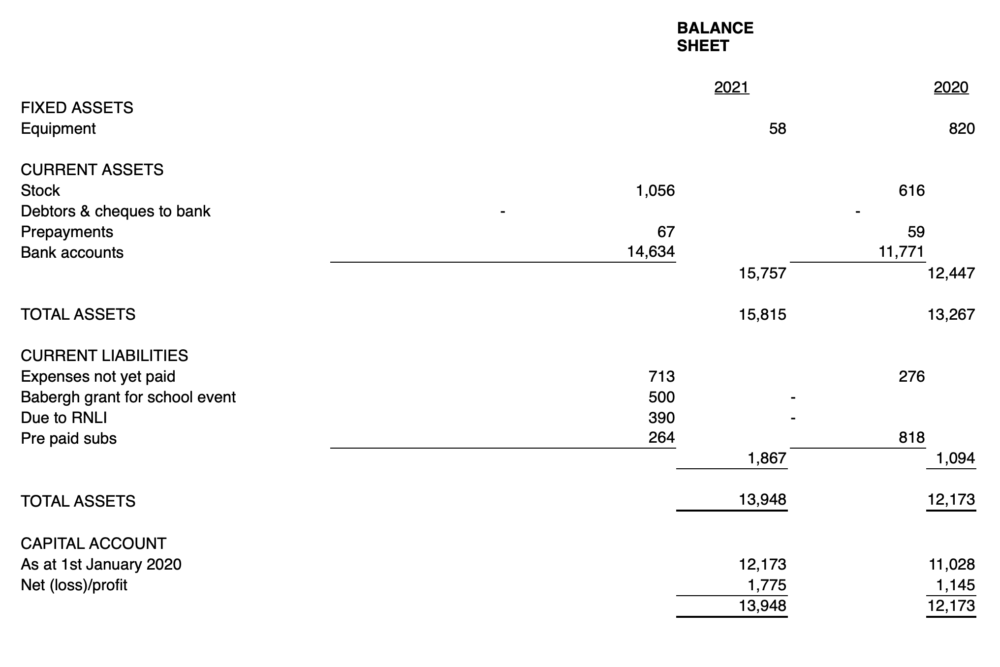 BALANCE
SHEET
2021 2020
FIXED ASSETS
Equipment 58 820
CURRENT ASSETS
Stock 1,056 616
Debtors & cheques to bank - -
Prepayments 67 59
Bank accounts 14,634 11,771
15,757 12,447
TOTAL ASSETS 15,815 13,267
CURRENT LIABILITIES
Expenses not yet paid 713 276
Babergh grant for school event 500 -
Due to RNLI 390 -
Pre paid subs 264 818
1,867 1,094
TOTAL ASSETS 13,948 12,173
CAPITAL ACCOUNT
As at 1st January 2020 12,173 11,028
Net (loss)/profit 1,775 1,145
13,948 12,173